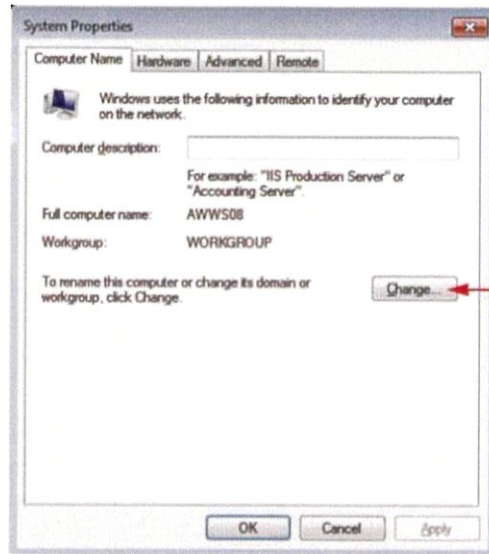 System Properties
Computer Name Hardware Advanced Remote
Windows uses the following information to identify your computer
on the network.
Computer description:
For example: "IIS Production Server" or
"Accounting Server".
Full computer name: AWWS08
Workgroup: WORKGROUP
To rename this computer or change its domain or
workgroup, click Change.
Change...
OK Cancel Apply